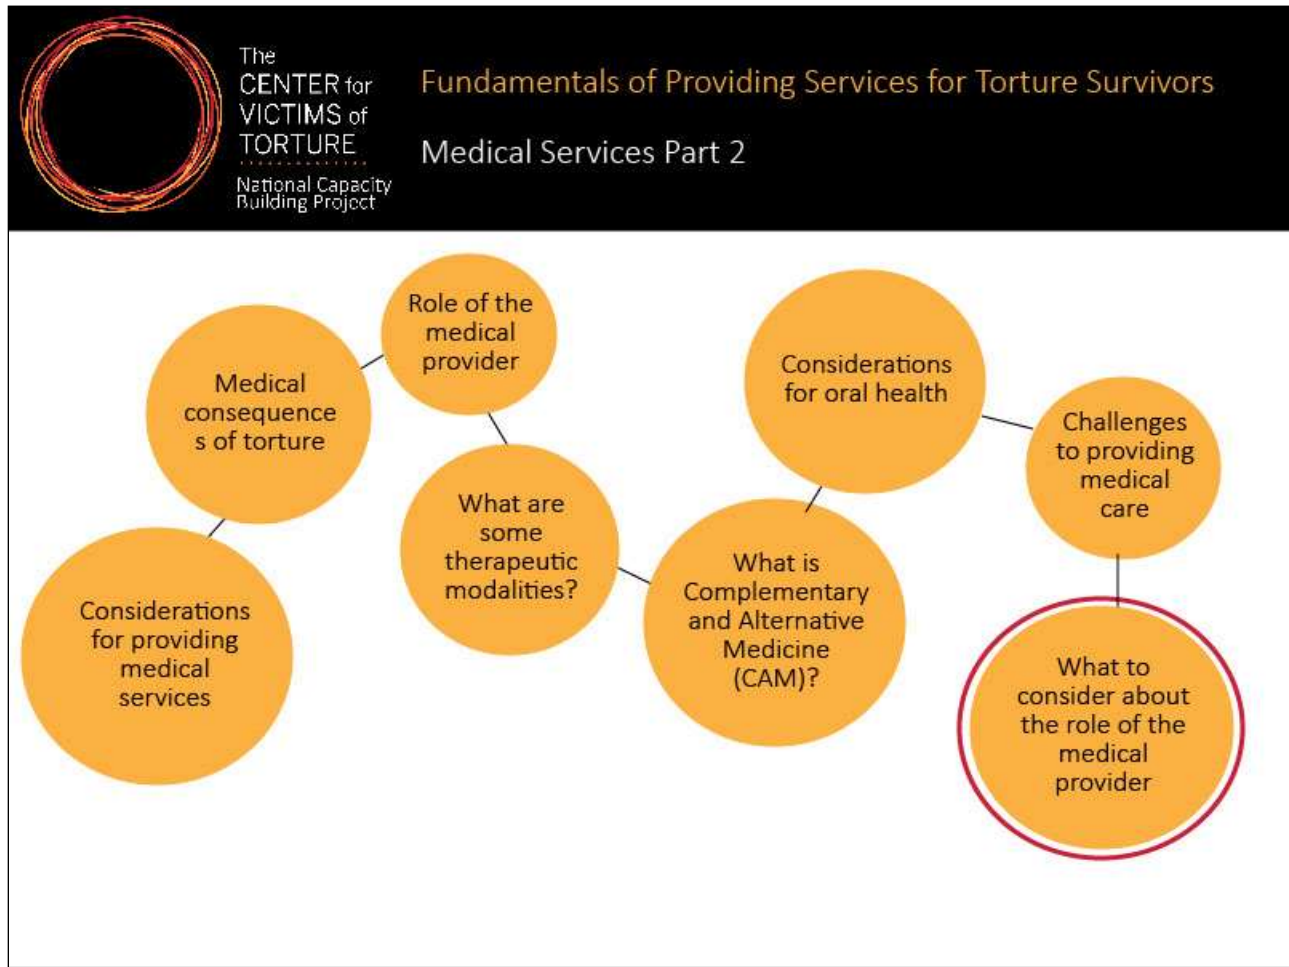 The
CENTER for
VICTIMS of
TORTURE
National Capacity
Building Project
Fundamentals of Providing Services for Torture Survivors
Medical Services Part 2
Considerations
for providing
medical
services
Medical
consequence
s of torture
Role of the
medical
provider
What are
some
therapeutic
modalities?
What is
Complementary
and Alternative
Medicine
(CAM)?
Considerations
for oral health
Challenges
to providing
medical
care
What to
consider about
the role of the
medical
provider